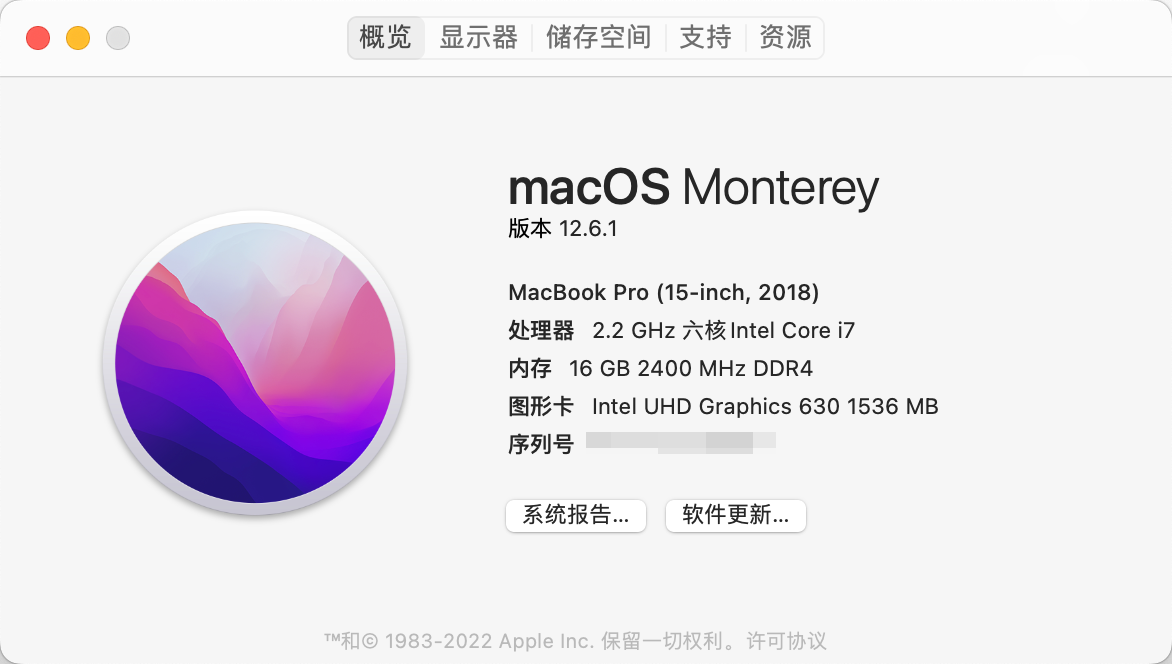 概览 显示器 储存空间 支持 资源
macOS Monterey
版本 12.6.1
MacBook Pro (15-inch, 2018)
处理器 2.2 GHz 六核Intel Core i7
内存 16 GB 2400 MHz DDR4
图形卡 Intel UHD Graphics 630 1536 MB
序列号
系统报告... 软件更新...
™和© 1983-2022 Apple Inc. 保留一切权利。许可协议